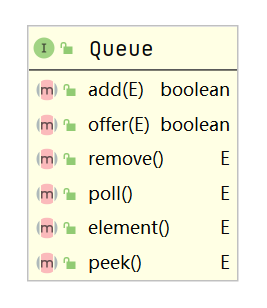 I Queue
m add(E) boolean
m offer(E) boolean
m remove() E
m poll() E
m element() E
m peek() E